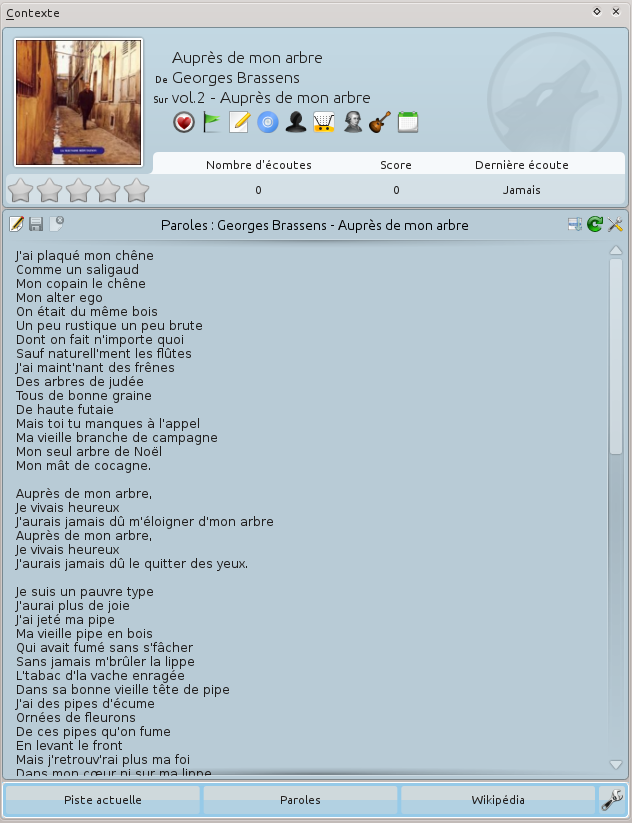 Contexte
Auprès de mon arbre
De Georges Brassens
Sur vol.2 - Auprès de mon arbre
Nombre d'écoutes Score Dernière écoute
0 0 Jamais
Paroles : Georges Brassens - Auprès de mon arbre
J'ai plaqué mon chêne
Comme un saligaud
Mon copain le chêne
Mon alter ego
On était du même bois
Un peu rustique un peu brute
Dont on fait n'importe quoi
Sauf naturell'ment les flûtes
J'ai maint'nant des frênes
Des arbres de judée
Tous de bonne graine
De haute futaie
Mais toi tu manques à l'appel
Ma vieille branche de campagne
Mon seul arbre de Noël
Mon mât de cocagne.
Auprès de mon arbre,
Je vivais heureux
J'aurais jamais dû m'éloigner d'mon arbre
Auprès de mon arbre,
Je vivais heureux
J'aurais jamais dû le quitter des yeux.
Je suis un pauvre type
J'aurai plus de joie
J'ai jeté ma pipe
Ma vieille pipe en bois
Qui avait fumé sans s'fâcher
Sans jamais m'brûler la lippe
L'tabac d'la vache enragée
Dans sa bonne vieille tête de pipe
J'ai des pipes d'écume
Ornées de fleurons
De ces pipes qu'on fume
En levant le front
Mais j'retrouv'rai plus ma foi
Dans mon cœur ni sur ma lippe
Piste actuelle Paroles Wikipédia